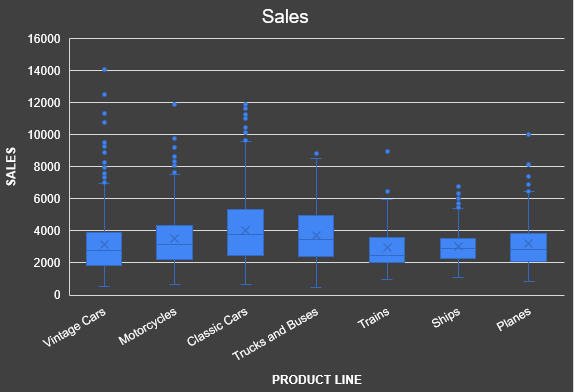 Sales
16000
14000
12000
10000
8000
6000
4000
2000
0
SALES
Vintage Cars
Motorcycles
Classic Cars
Trucks and Buses
Trains
Ships
Planes
PRODUCT LINE